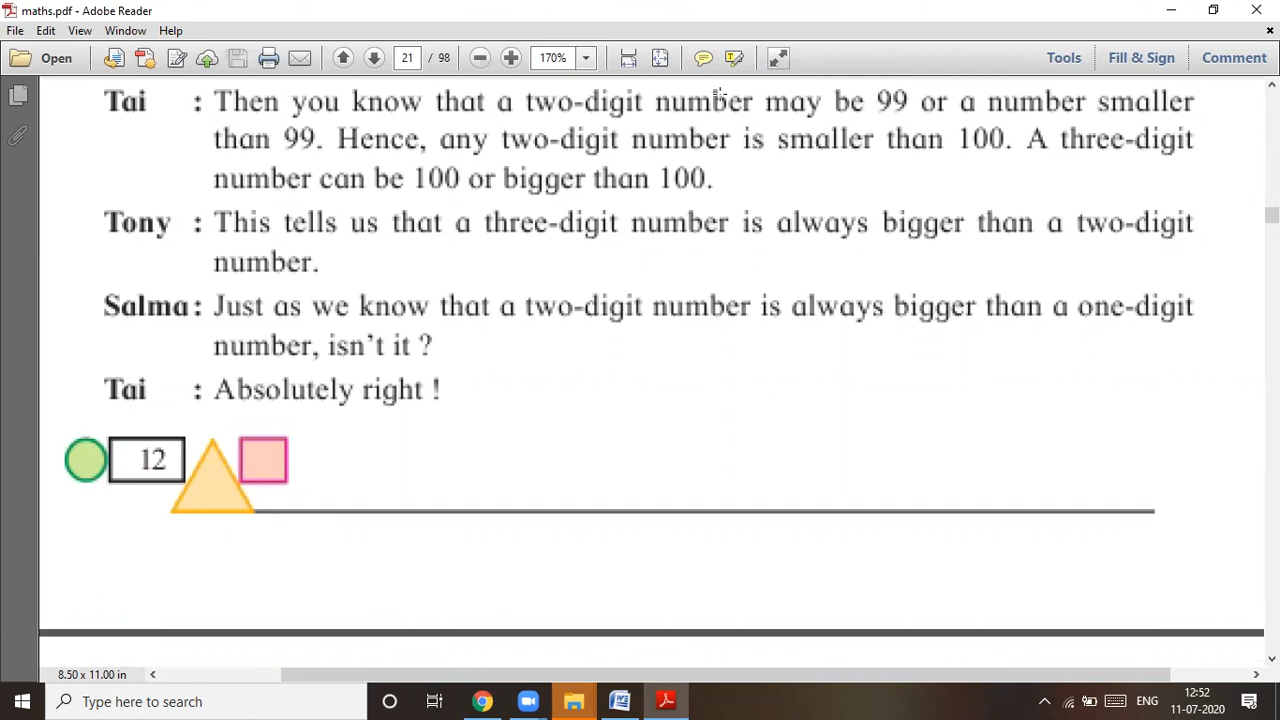 maths.pdf - Adobe Reader
File Edit View Window Help
Open 21 / 98 170% Tools Fill & Sign Comment
Tai : Then you know that a two-digit number may be 99 or a number smaller
than 99. Hence, any two-digit number is smaller than 100. A three-digit
number can be 100 or bigger than 100.
Tony : This tells us that a three-digit number is always bigger than a two-digit
number.
Salma : Just as we know that a two-digit number is always bigger than a one-digit
number, isn't it ?
Tai : Absolutely right !
12
8.50 x 11.00 in
Type here to search ENG 12:52
11-07-2020